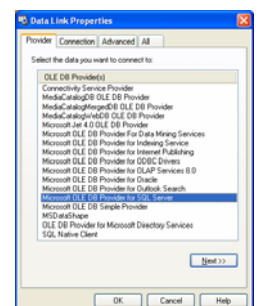 Data Link Properties
Provider Connection Advanced All
Select the data you want to connect to:
OLE DB Provider(s)
Connectivity Service Provider
MediaCatalogDB OLE DB Provider
MediaCatalogMergedDB OLE DB Provider
MediaCatalogWebDB OLE DB Provider
Microsoft Jet 4.0 OLE DB Provider
Microsoft OLE DB Provider For Data Mining Services
Microsoft OLE DB Provider for Indexing Service
Microsoft OLE DB Provider for Internet Publishing
Microsoft OLE DB Provider for ODBC Drivers
Microsoft OLE DB Provider for OLAP Services 8.0
Microsoft OLE DB Provider for Oracle
Microsoft OLE DB Provider for Outlook Search
Microsoft OLE DB Provider for SQL Server
Microsoft OLE DB Simple Provider
MSDataShape
OLE DB Provider for Microsoft Directory Services
SQL Native Client
Next >>
OK Cancel Help